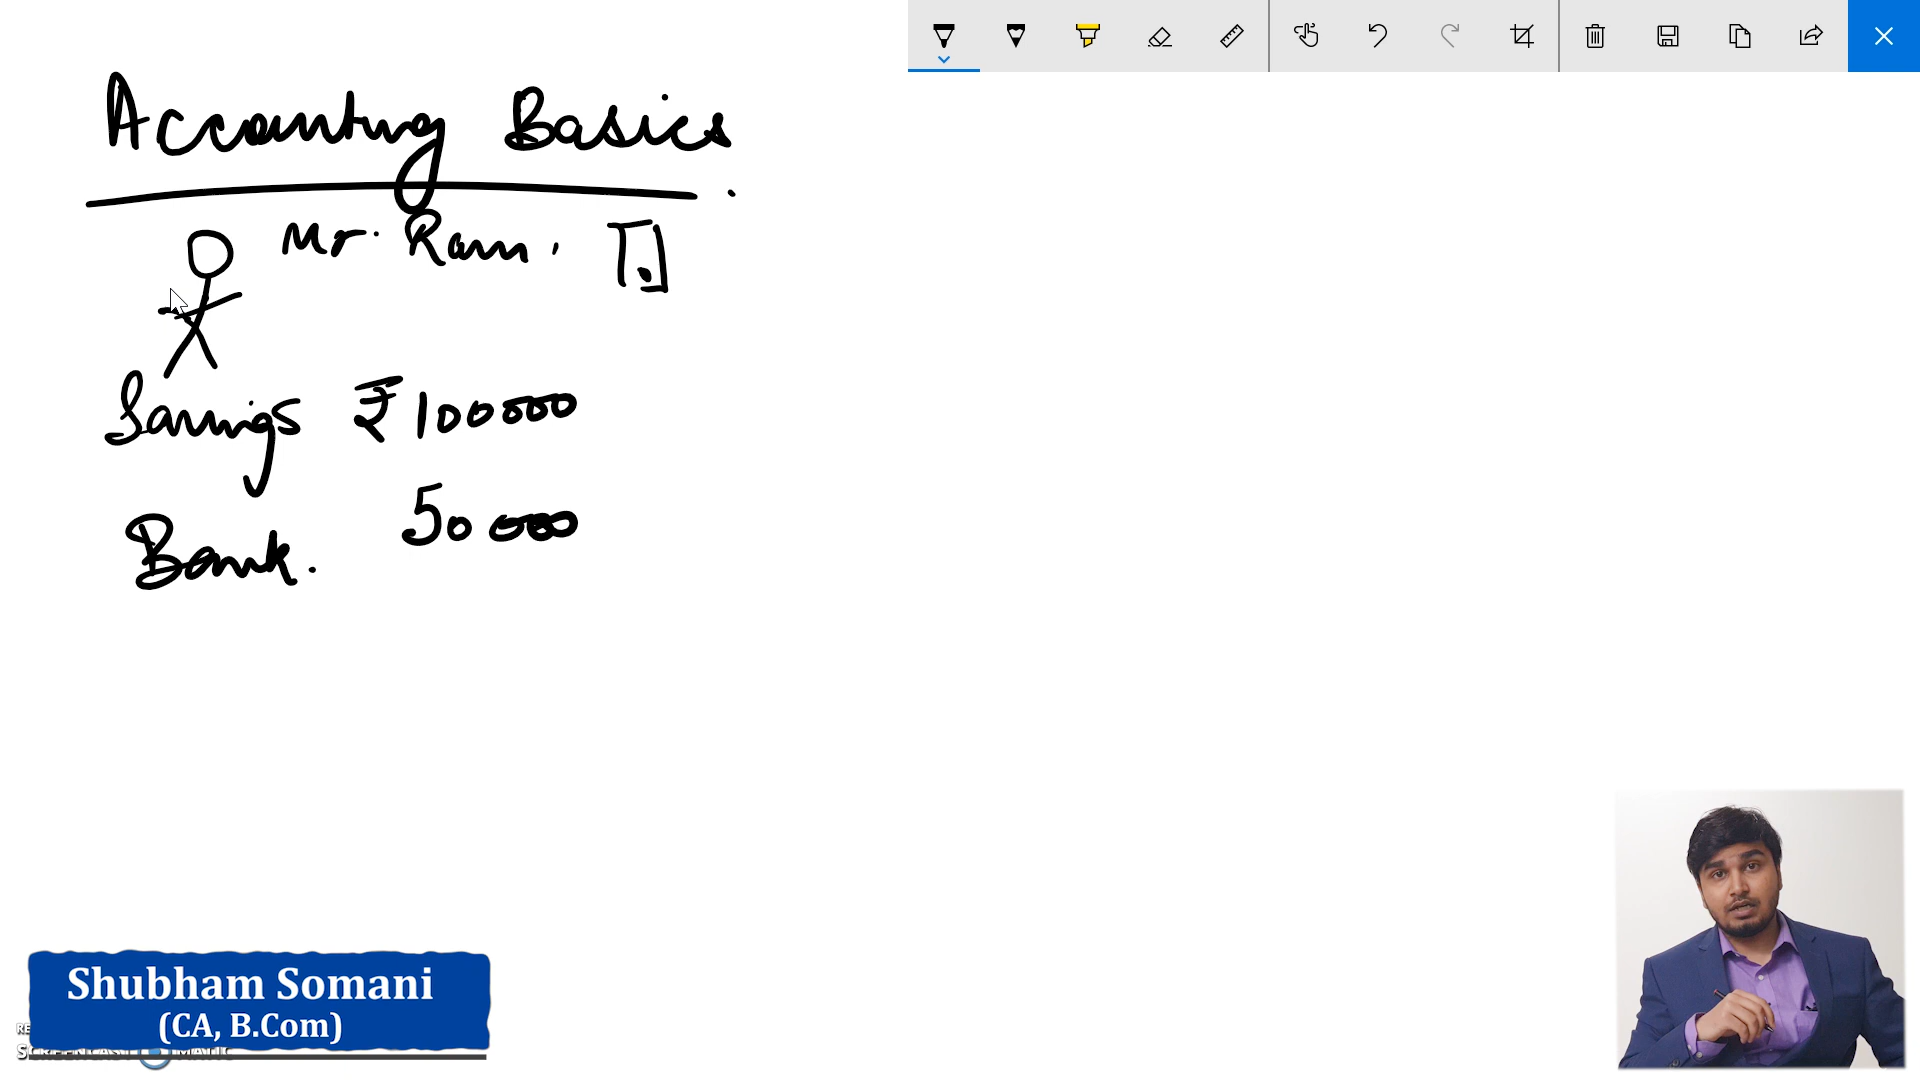 Accounting Basics.
Mr. Ram.
Savings ₹100000
Bank. 50000
Shubham Somani
(CA, B.Com)